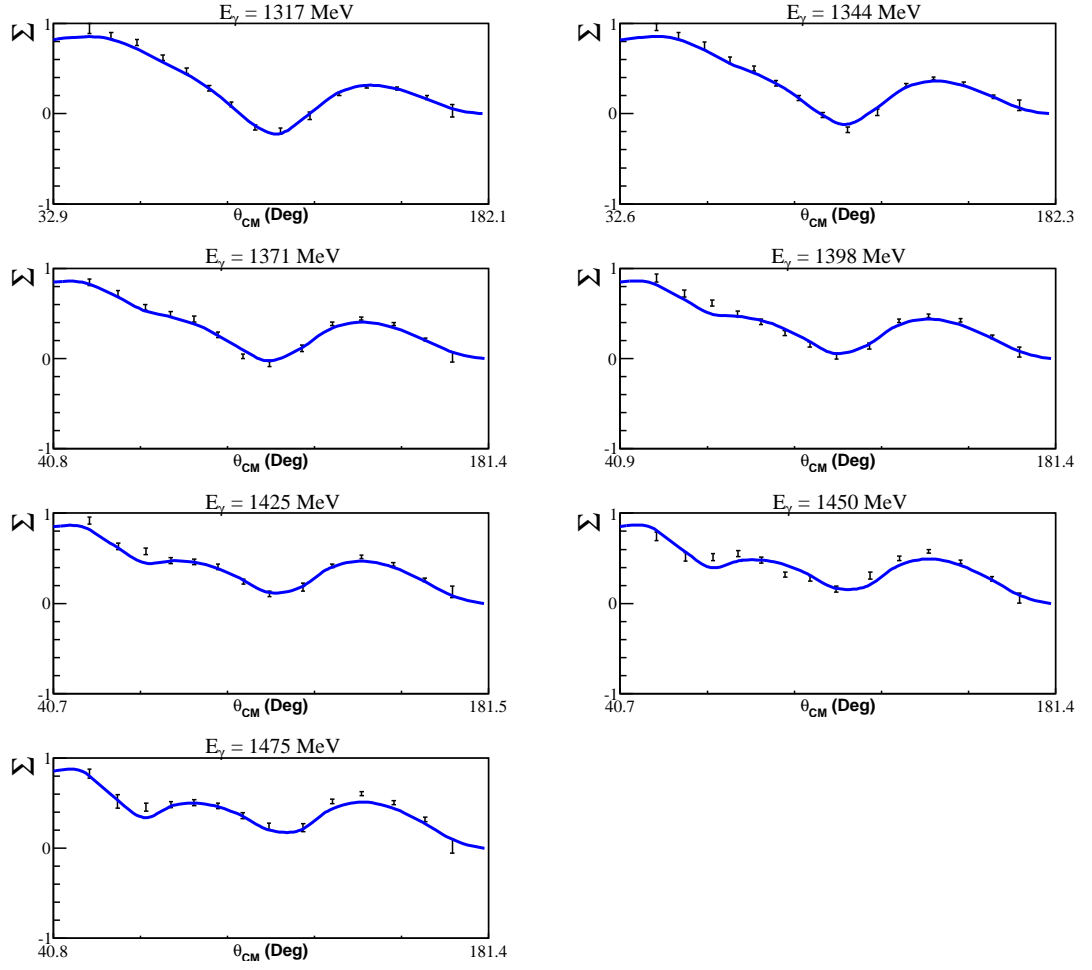 E_γ = 1317 MeV E_γ = 1344 MeV
Σ 1 Σ 1
0 0
-1 -1
32.9 θ_CM (Deg) 182.1 32.6 θ_CM (Deg) 182.3
E_γ = 1371 MeV E_γ = 1398 MeV
Σ 1 Σ 1
0 0
-1 -1
40.8 θ_CM (Deg) 181.4 40.9 θ_CM (Deg) 181.4
E_γ = 1425 MeV E_γ = 1450 MeV
Σ 1 Σ 1
0 0
-1 -1
40.7 θ_CM (Deg) 181.5 40.7 θ_CM (Deg) 181.4
E_γ = 1475 MeV
Σ 1
0
-1
40.8 θ_CM (Deg) 181.4